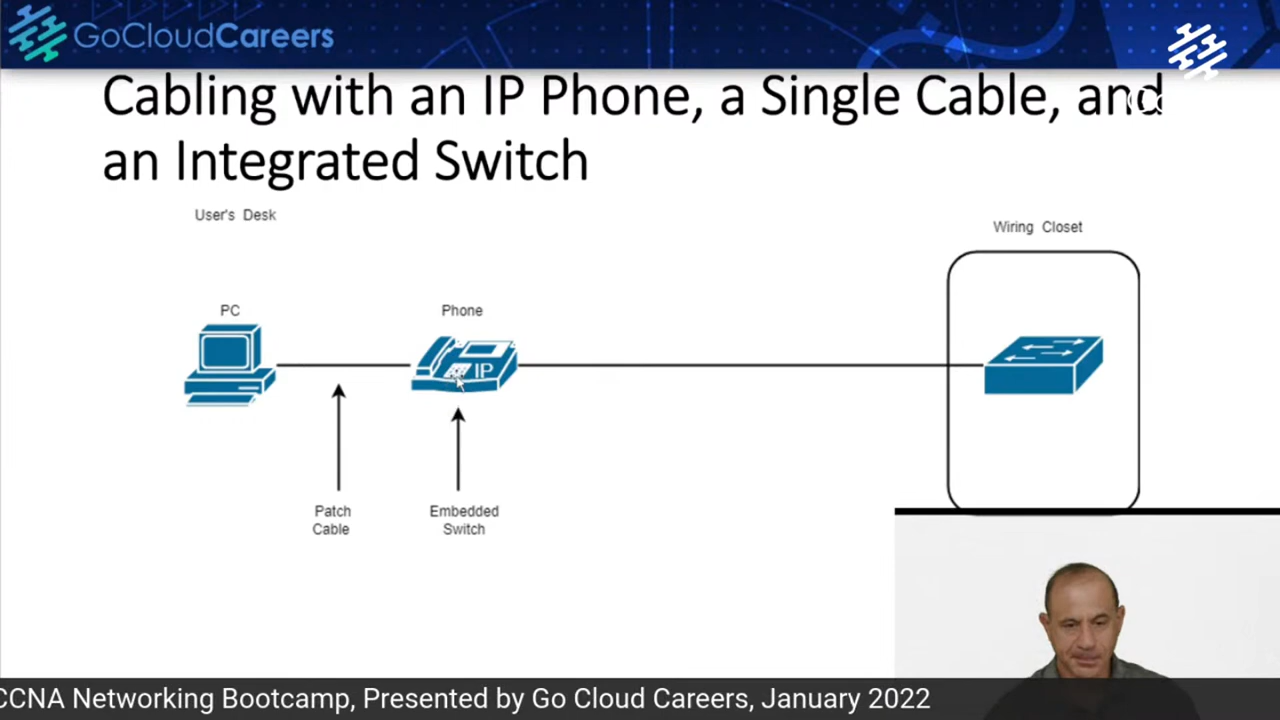 GoCloudCareers
Cabling with an IP Phone, a Single Cable, and
an Integrated Switch
User's Desk
Wiring Closet
PC
Phone
IP
Patch
Cable
Embedded
Switch
CCNA Networking Bootcamp, Presented by Go Cloud Careers, January 2022